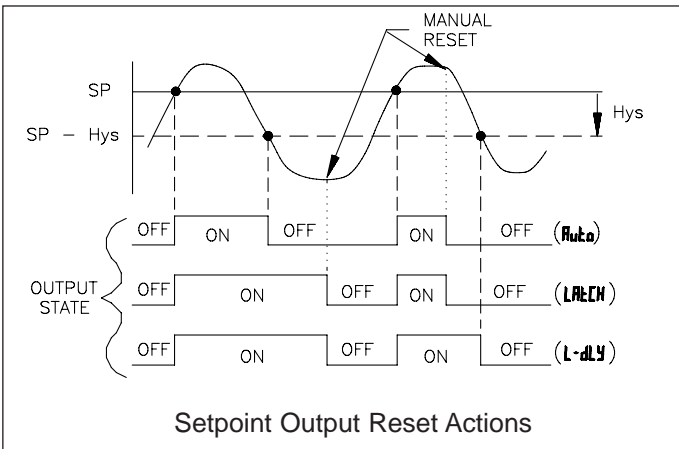 MANUAL
RESET
SP
Hys
SP - Hys
OFF ON OFF ON OFF (Auto)
OUTPUT
STATE
OFF ON OFF ON OFF (LAtCH)
OFF ON OFF ON OFF (L-dLY)
Setpoint Output Reset Actions